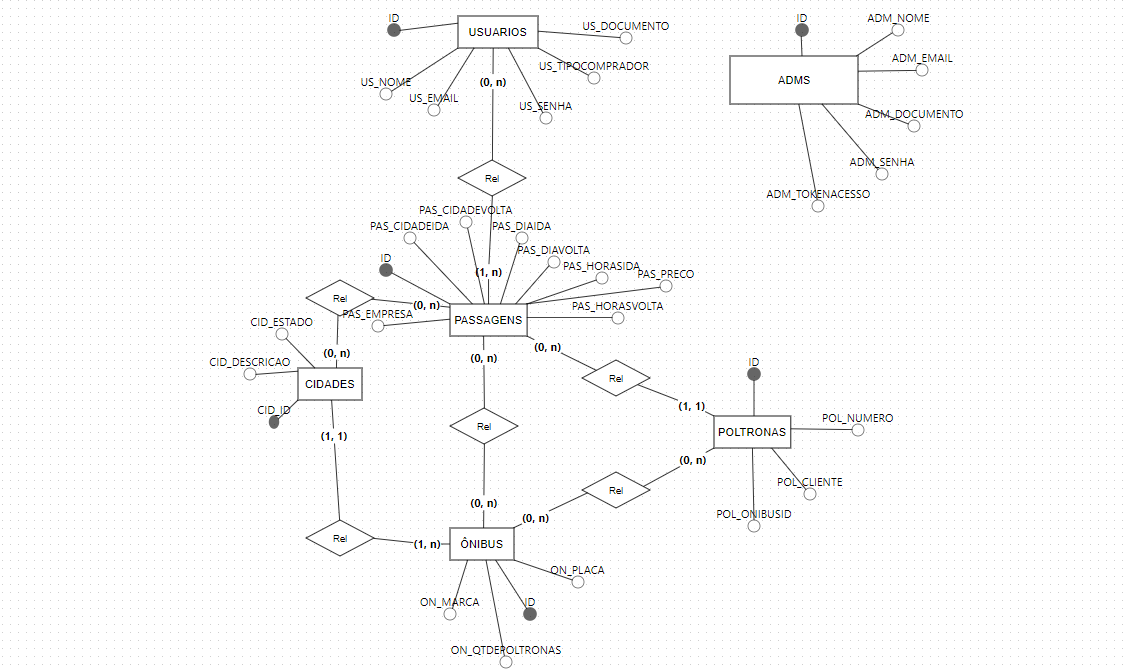 ID
USUARIOS
US_DOCUMENTO
US_TIPOCOMPRADOR
US_NOME
(0, n)
US_EMAIL
US_SENHA
Rel
ID
ADM_NOME
ADMS
ADM_EMAIL
ADM_DOCUMENTO
ADM_SENHA
ADM_TOKENACESSO
PAS_CIDADEVOLTA
PAS_CIDADEIDA
PAS_DIAIDA
PAS_DIAVOLTA
ID
(1, n)
PAS_HORASIDA
PAS_PRECO
Rel
(0, n)
PAS_HORASVOLTA
PAS_EMPRESA
PASSAGENS
CID_ESTADO
(0, n)
(0, n)
(0, n)
CID_DESCRICAO
CIDADES
CID_ID
(1, 1)
Rel
ID
(1, 1)
Rel
POLTRONAS
POL_NUMERO
(0, n)
POL_CLIENTE
POL_ONIBUSID
Rel
(0, n)
(0, n)
Rel
(1, n)
ÔNIBUS
ON_PLACA
ON_MARCA
ID
ON_QTDEPOLTRONAS